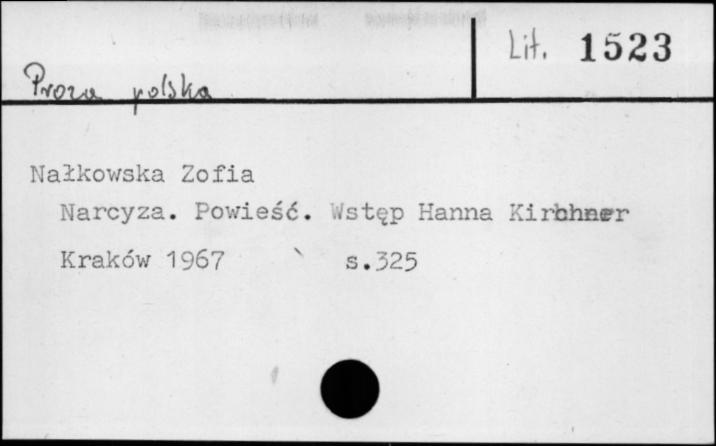 Lit. 1523
Proza polska
Nałkowska Zofia
Narcyza. Powieść. Wstęp Hanna Kirchner
Kraków 1967 s.325